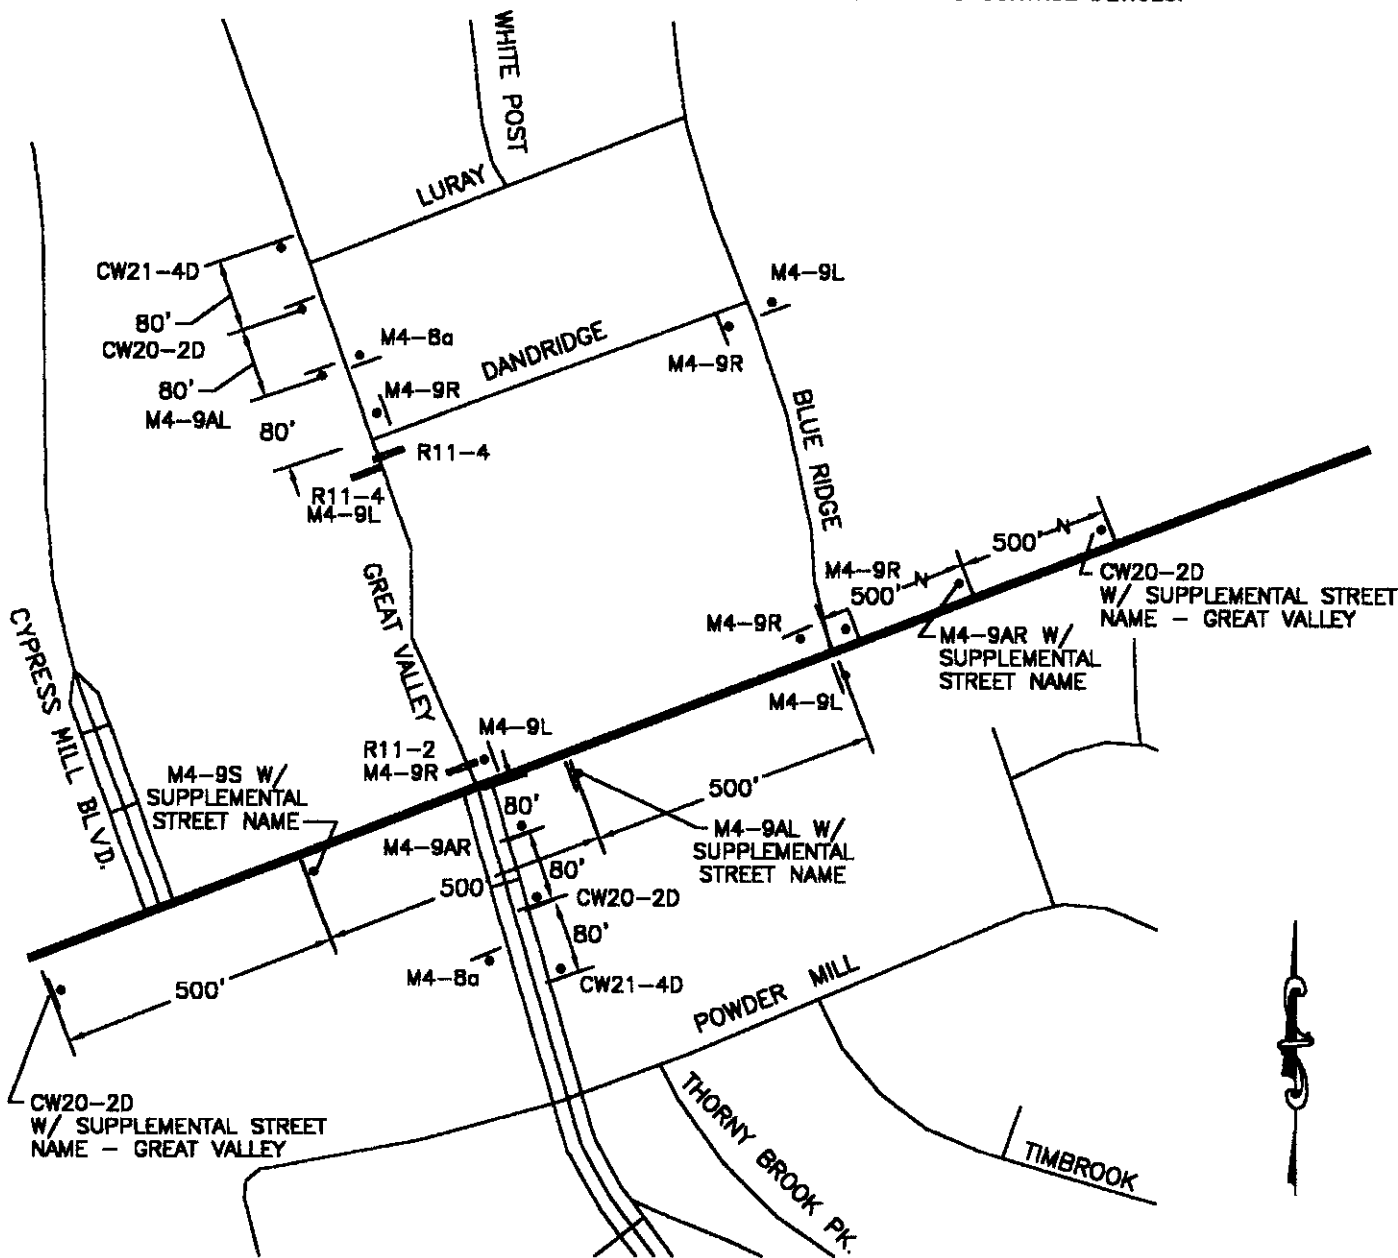 WHITE POST
LURAY
CW21-4D
80'
CW20-2D
80'
M4-9AL
80'
M4-8a
M4-9R
DANDRIDGE
M4-9L
M4-9R
R11-4
R11-4
M4-9L
BLUE RIDGE
GREAT VALLEY
CYPRESS MILL BLVD.
M4-9R
500' N
500' N
CW20-2D
W/ SUPPLEMENTAL STREET
NAME - GREAT VALLEY
M4-9R
M4-9AR W/
SUPPLEMENTAL
STREET NAME
M4-9L
M4-9L
R11-2
M4-9R
M4-9S W/
SUPPLEMENTAL
STREET NAME
80'
500'
M4-9AR
M4-9AL W/
SUPPLEMENTAL
STREET NAME
80'
500'
CW20-2D
80'
M4-8a
CW21-4D
500'
POWDER MILL
CW20-2D
W/ SUPPLEMENTAL STREET
NAME - GREAT VALLEY
THORNY BROOK PK.
TIMBROOK